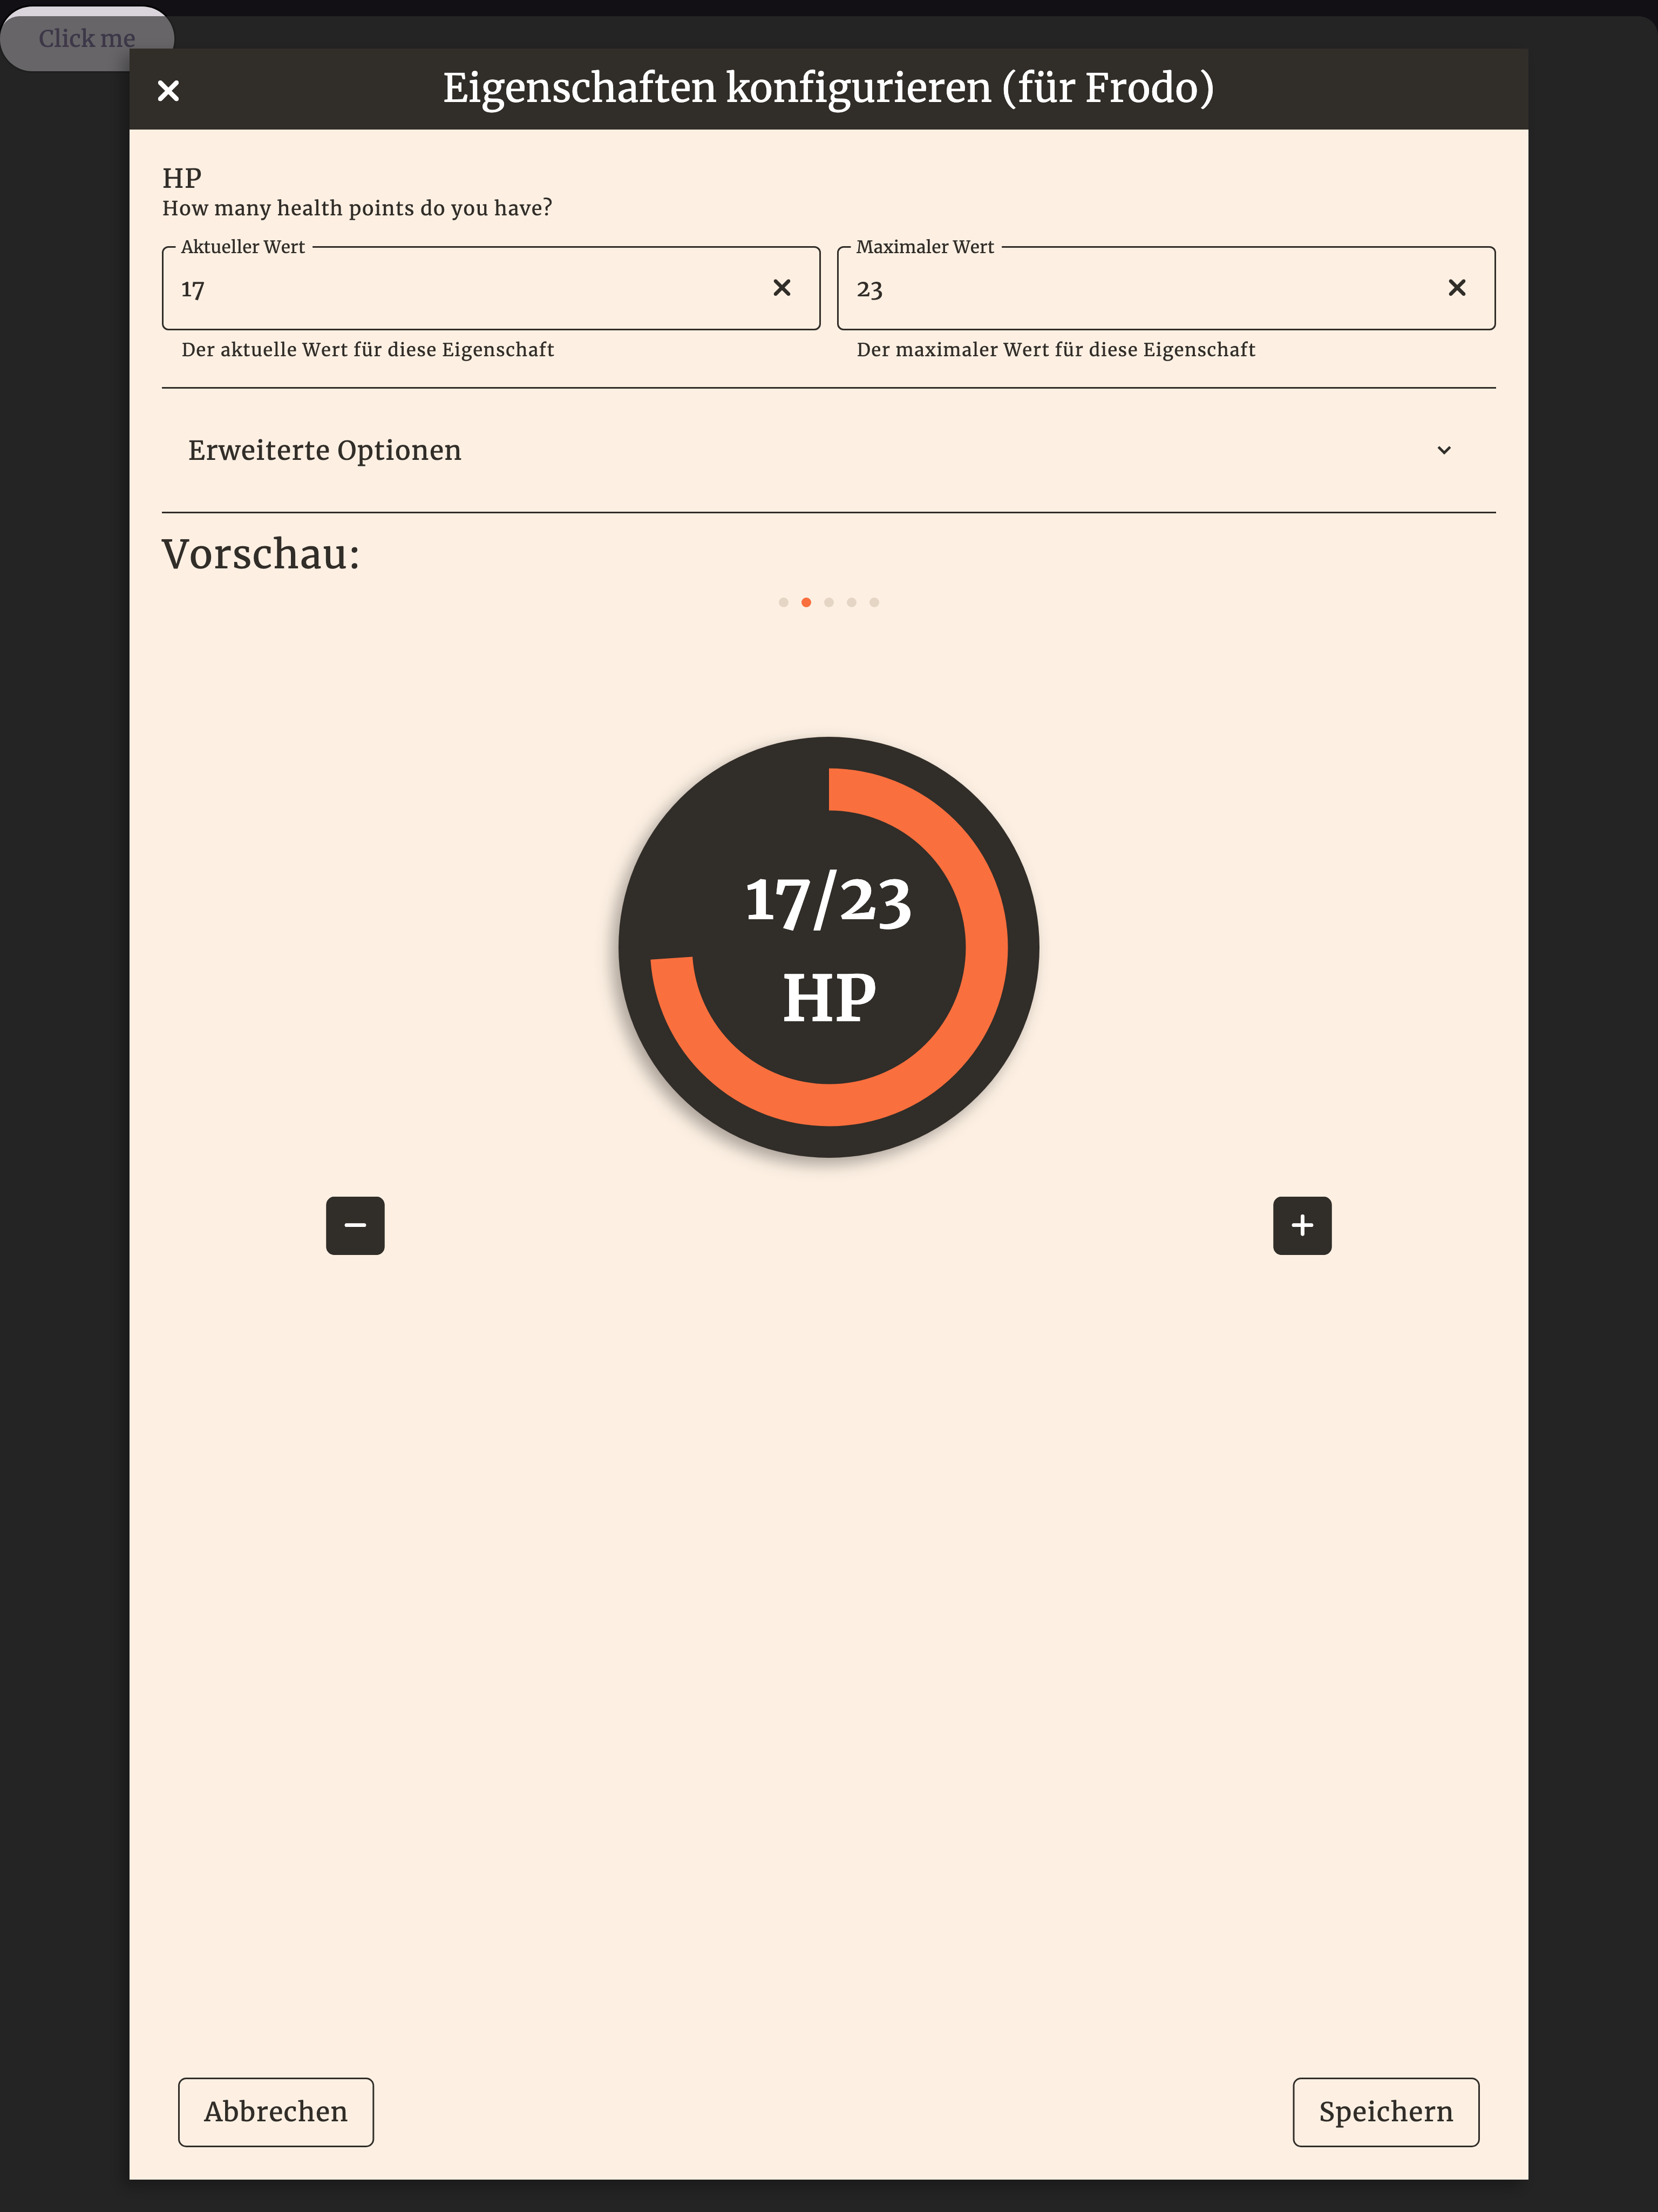 Click me
Eigenschaften konfigurieren (für Frodo)
HP
How many health points do you have?
Aktueller Wert
17
Der aktuelle Wert für diese Eigenschaft
Maximaler Wert
23
Der maximaler Wert für diese Eigenschaft
Erweiterte Optionen
Vorschau:
17/23
HP
Abbrechen
Speichern